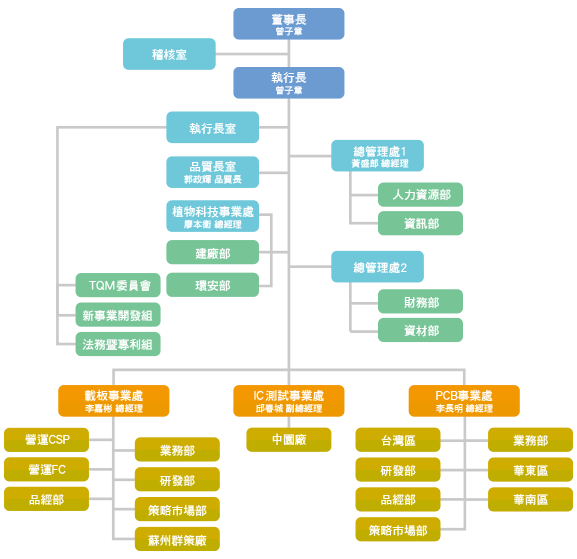 董事長
曾子章
稽核室
執行長
曾子章
執行長室
品質長室
郭政輝 品質長
植物科技事業處
廖本衛 總經理
建廠部
環安部
總管理處1
黃盛郎 總經理
人力資源部
資訊部
總管理處2
財務部
資材部
TQM委員會
新事業開發組
法務暨專利組
載板事業處
李嘉彬 總經理
營運CSP
營運FC
品經部
業務部
研發部
策略市場部
蘇州群策廠
IC測試事業處
邱春城 副總經理
中園廠
PCB事業處
李長明 總經理
台灣區
研發部
品經部
策略市場部
業務部
華東區
華南區